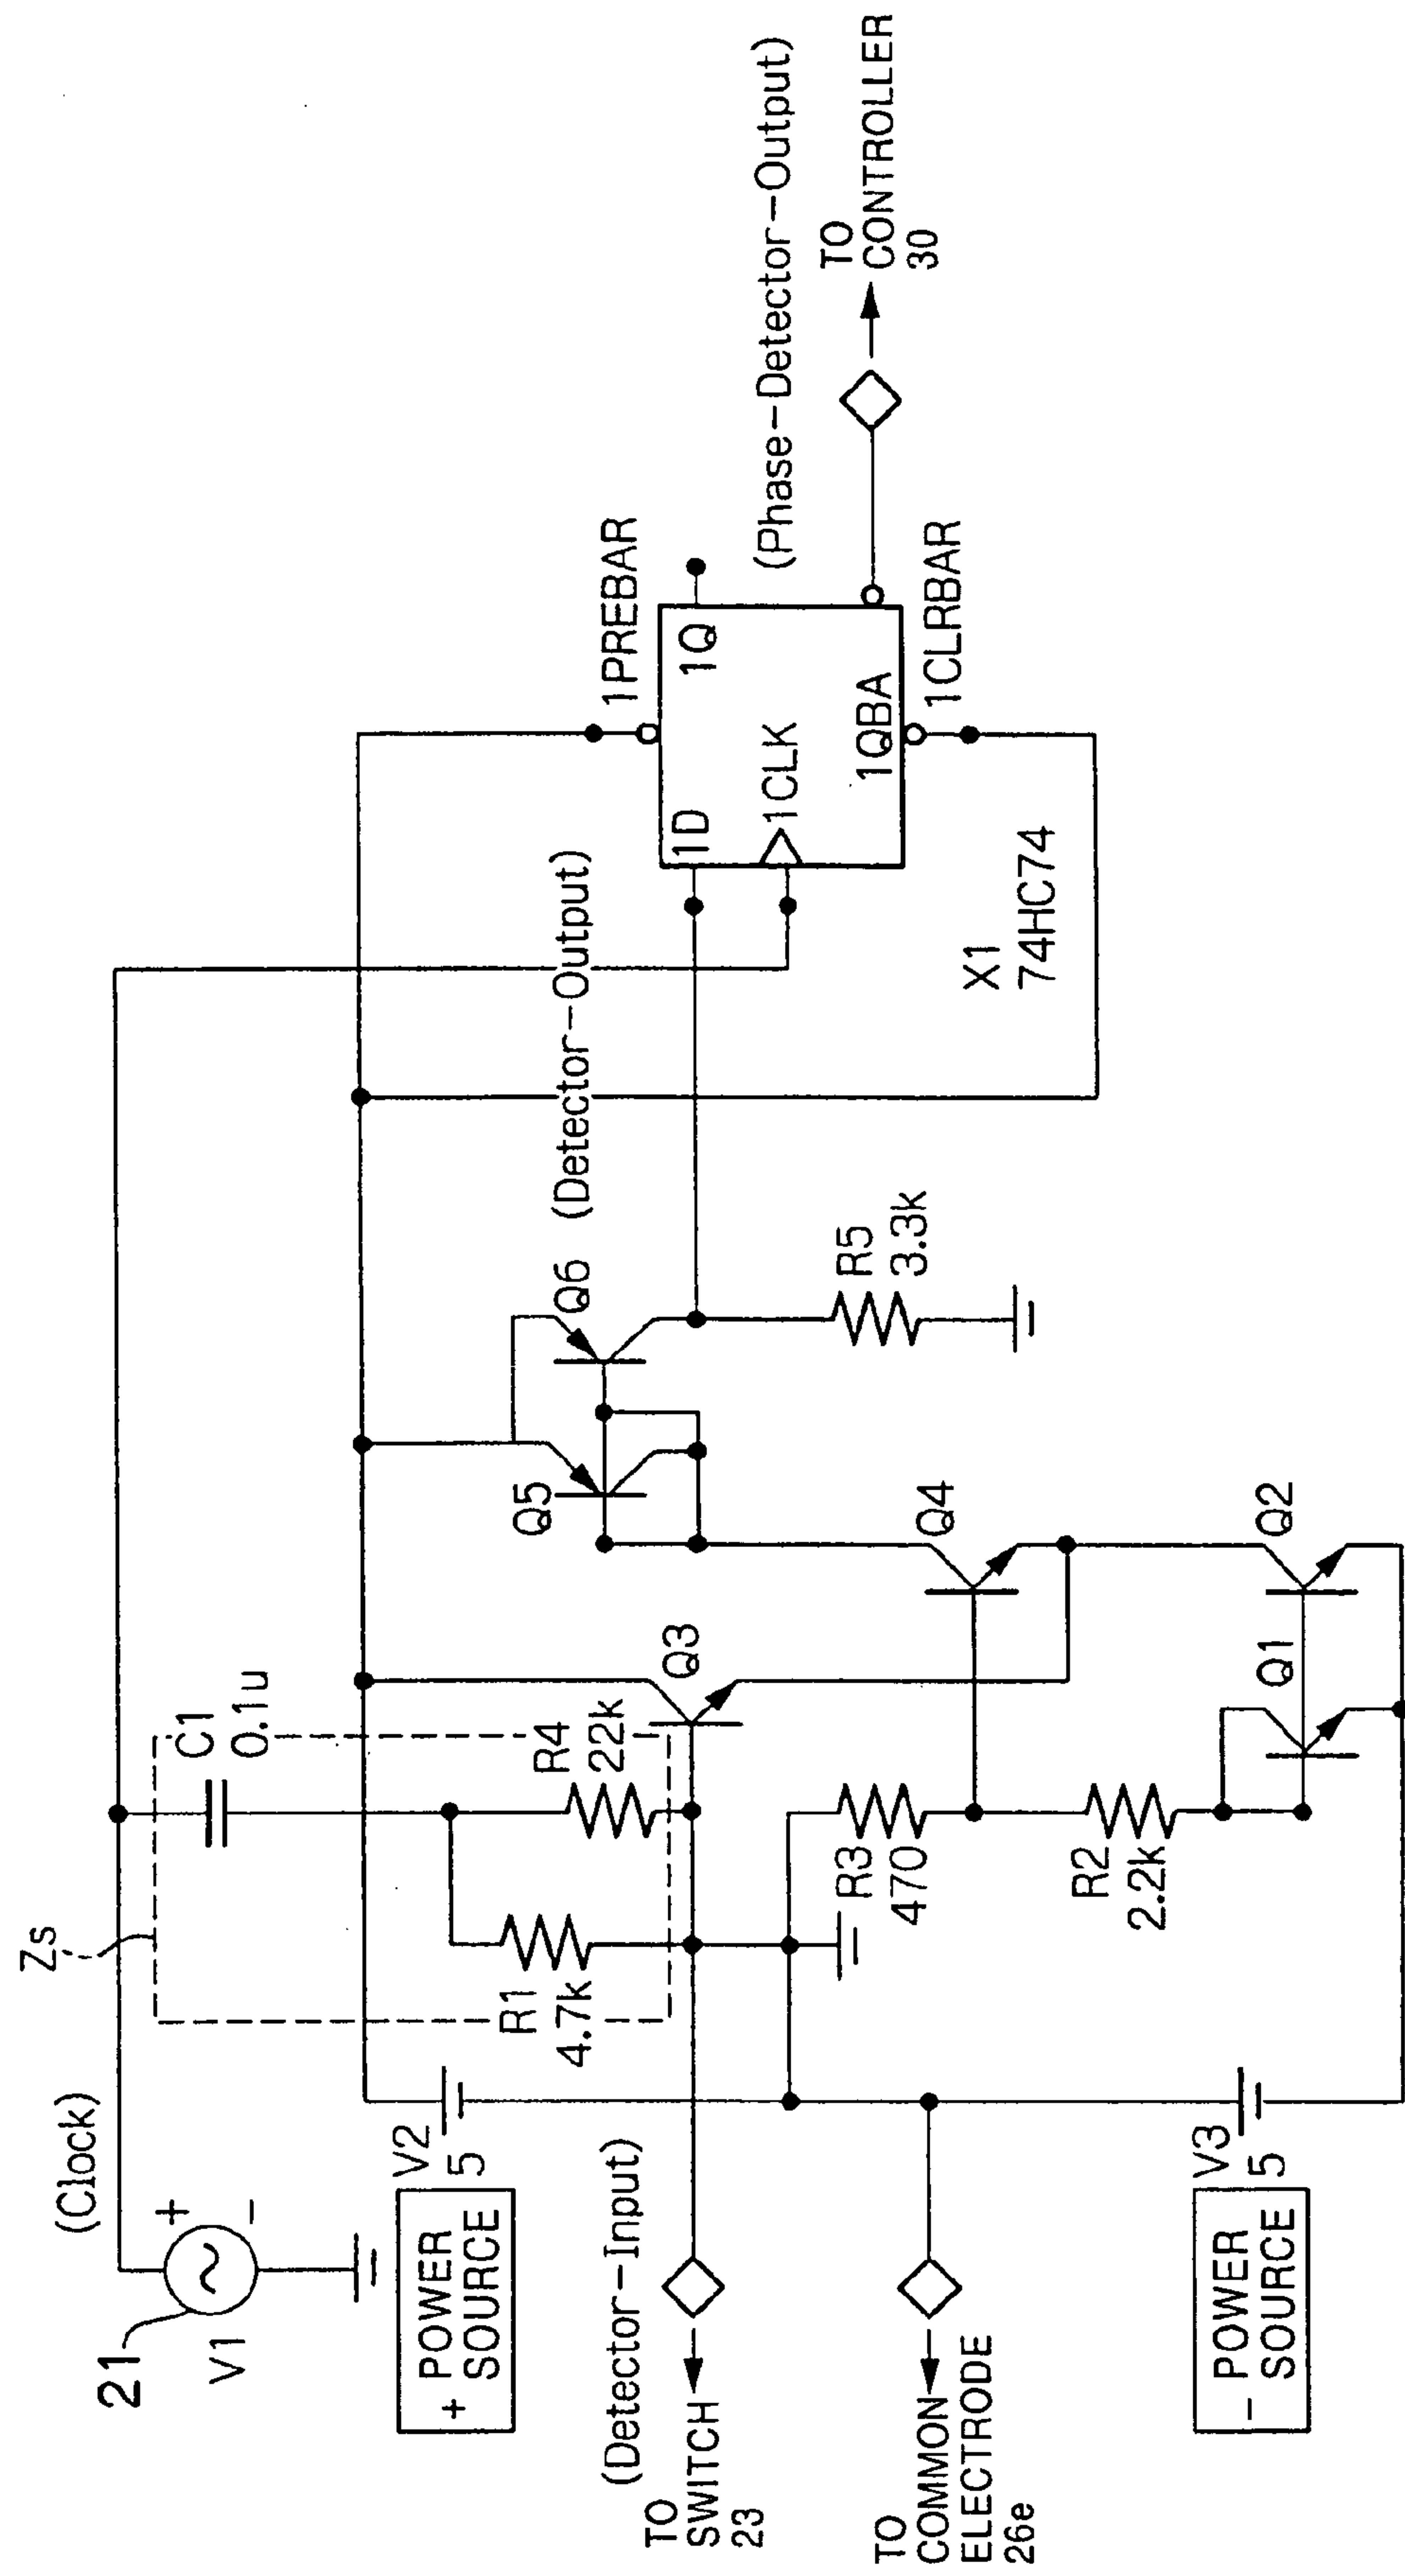 21
V1
(Clock)
Zs
C1
0.1u
R4
22k
R1
4.7k
+ POWER
SOURCE
V2
5
(Detector-Input)
TO
SWITCH
23
TO
COMMON
ELECTRODE
26e
- POWER
SOURCE
V3
5
R3
470
R2
2.2k
Q3
Q4
Q1
Q2
Q5
Q6
(Detector-Output)
R5
3.3k
1PREBAR
1D
1Q
1CLK
1QBA
1CLRBAR
X1
74HC74
(Phase-Detector-Output)
TO
CONTROLLER
30
+
-